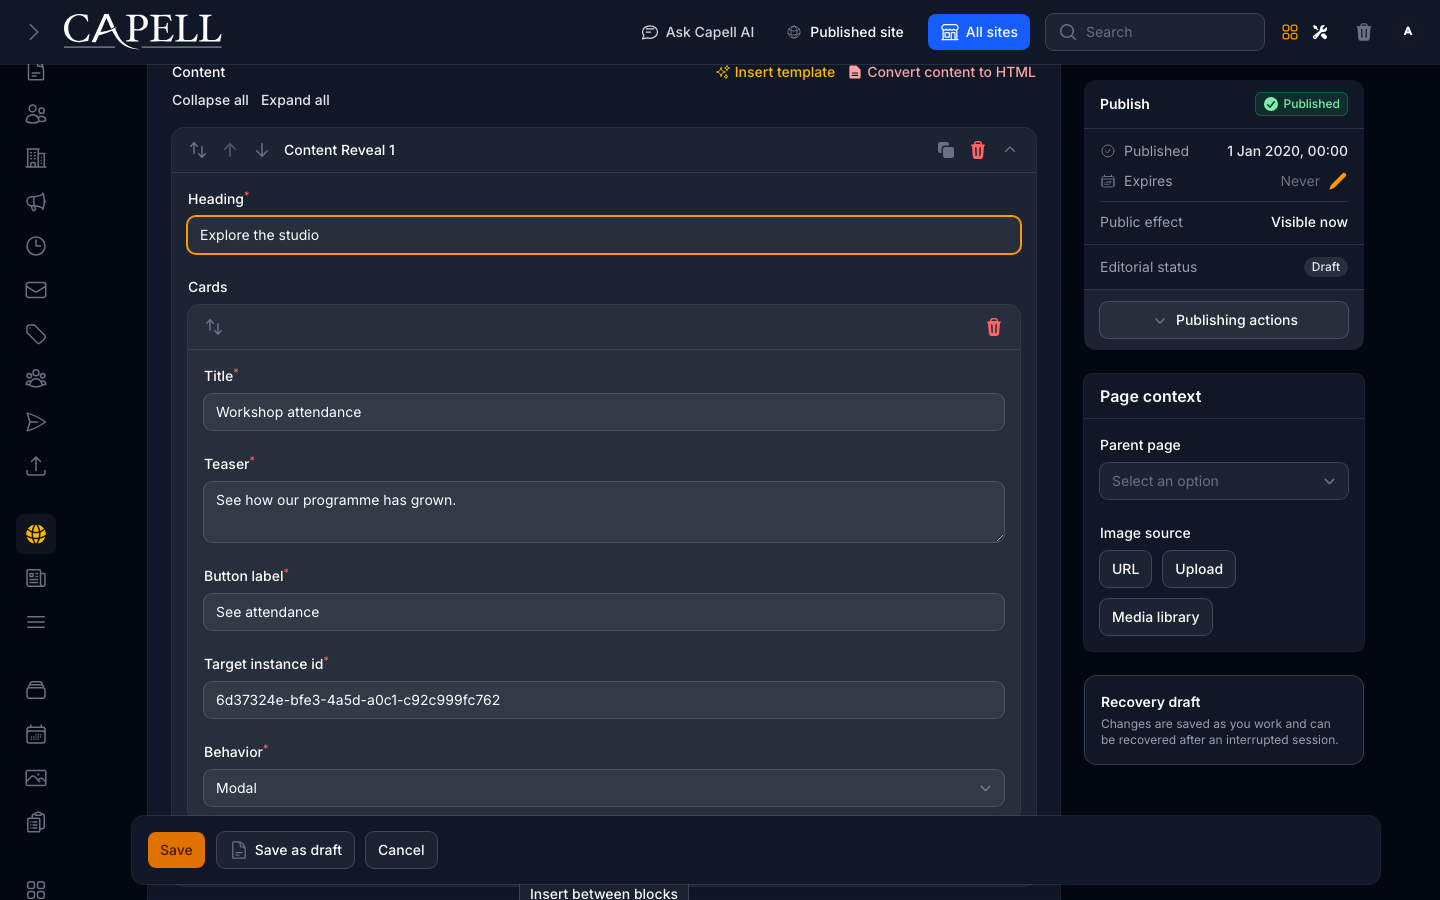 CAPELL
Ask Capell AI
Published site
All sites
Search
A
Content
Insert template
Convert content to HTML
Collapse all
Expand all
Content Reveal 1
Heading*
Explore the studio
Cards
Title*
Workshop attendance
Teaser*
See how our programme has grown.
Button label*
See attendance
Target instance id*
6d37324e-bfe3-4a5d-a0c1-c92c999fc762
Behavior*
Modal
Save
Save as draft
Cancel
Insert between blocks
Publish
Published
Published
1 Jan 2020, 00:00
Expires
Never
Public effect
Visible now
Editorial status
Draft
Publishing actions
Page context
Parent page
Select an option
Image source
URL
Upload
Media library
Recovery draft
Changes are saved as you work and can
be recovered after an interrupted session.